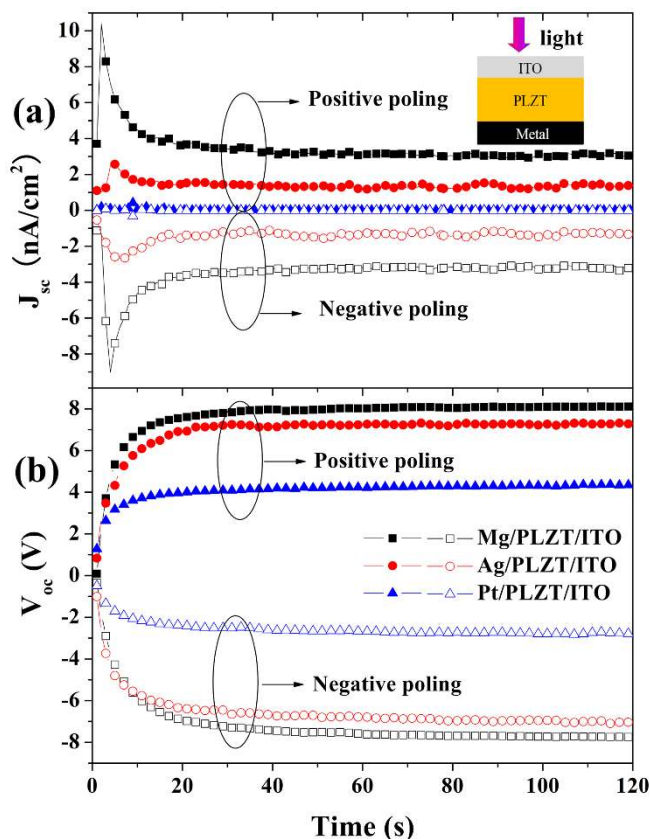 (a)
light
ITO
PLZT
Metal
Positive poling
Negative poling
J_sc (nA/cm²)
10
8
6
4
2
0
-2
-4
-6
-8
(b)
Positive poling
Mg/PLZT/ITO
Ag/PLZT/ITO
Pt/PLZT/ITO
Negative poling
V_oc (V)
8
6
4
2
0
-2
-4
-6
-8
0 20 40 60 80 100 120
Time (s)